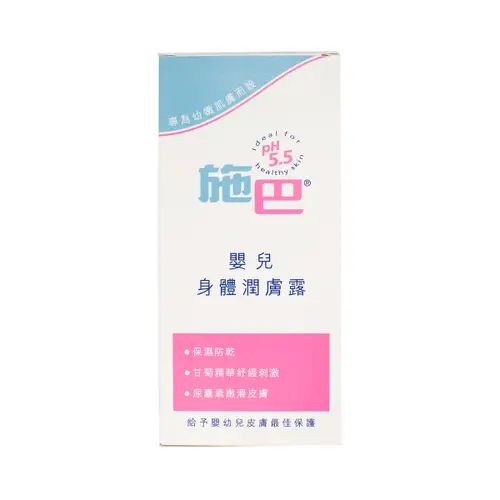 專為幼嫩肌膚而設
Ideal for
pH
5.5
healthy skin
施巴®
嬰兒
身體潤膚露
•保濕防乾
•甘菊精華紓緩刺激
•尿囊素嫩滑皮膚
給予嬰幼兒皮膚最佳保護